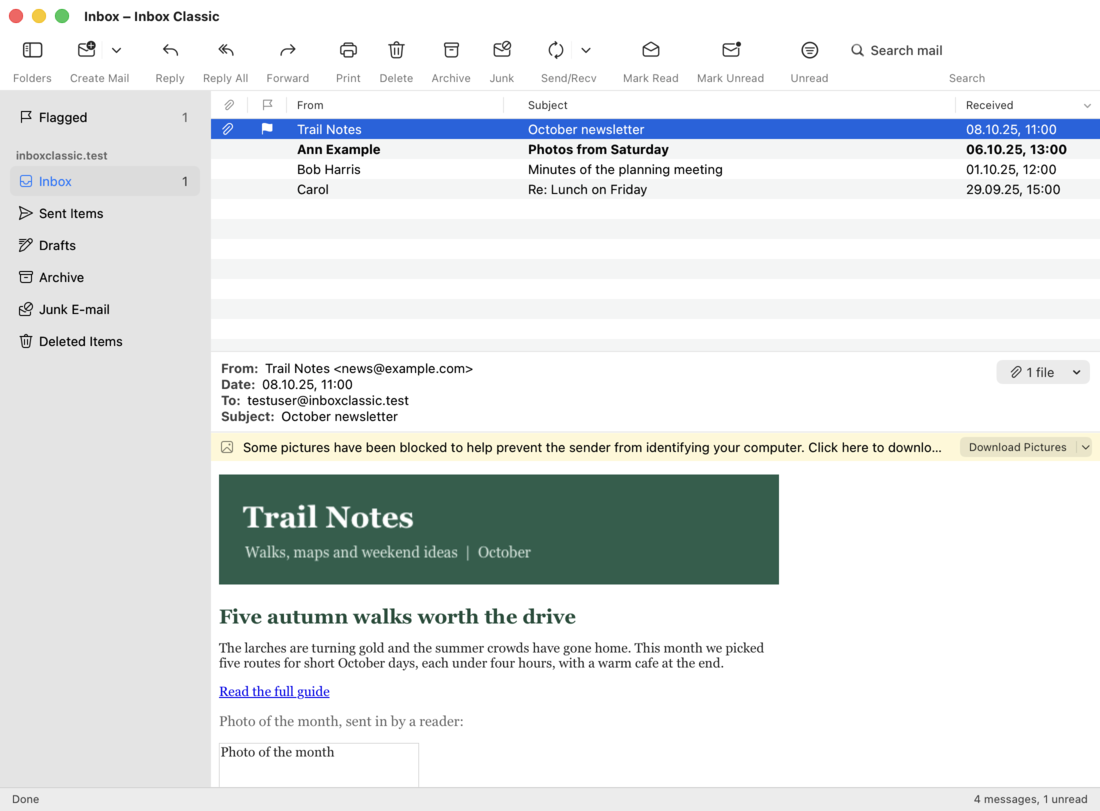 Inbox – Inbox Classic
Folders Create Mail Reply Reply All Forward Print Delete Archive Junk Send/Recv Mark Read Mark Unread Unread Search mail Search
Flagged 1
inboxclassic.test
Inbox 1
Sent Items
Drafts
Archive
Junk E-mail
Deleted Items
From Subject Received
Trail Notes October newsletter 08.10.25, 11:00
Ann Example Photos from Saturday 06.10.25, 13:00
Bob Harris Minutes of the planning meeting 01.10.25, 12:00
Carol Re: Lunch on Friday 29.09.25, 15:00
From: Trail Notes <news@example.com>
1 file
Date: 08.10.25, 11:00
To: testuser@inboxclassic.test
Subject: October newsletter
Some pictures have been blocked to help prevent the sender from identifying your computer. Click here to downlo... Download Pictures
Trail Notes
Walks, maps and weekend ideas | October
Five autumn walks worth the drive
The larches are turning gold and the summer crowds have gone home. This month we picked
five routes for short October days, each under four hours, with a warm cafe at the end.
Read the full guide
Photo of the month, sent in by a reader:
Photo of the month
Done 4 messages, 1 unread